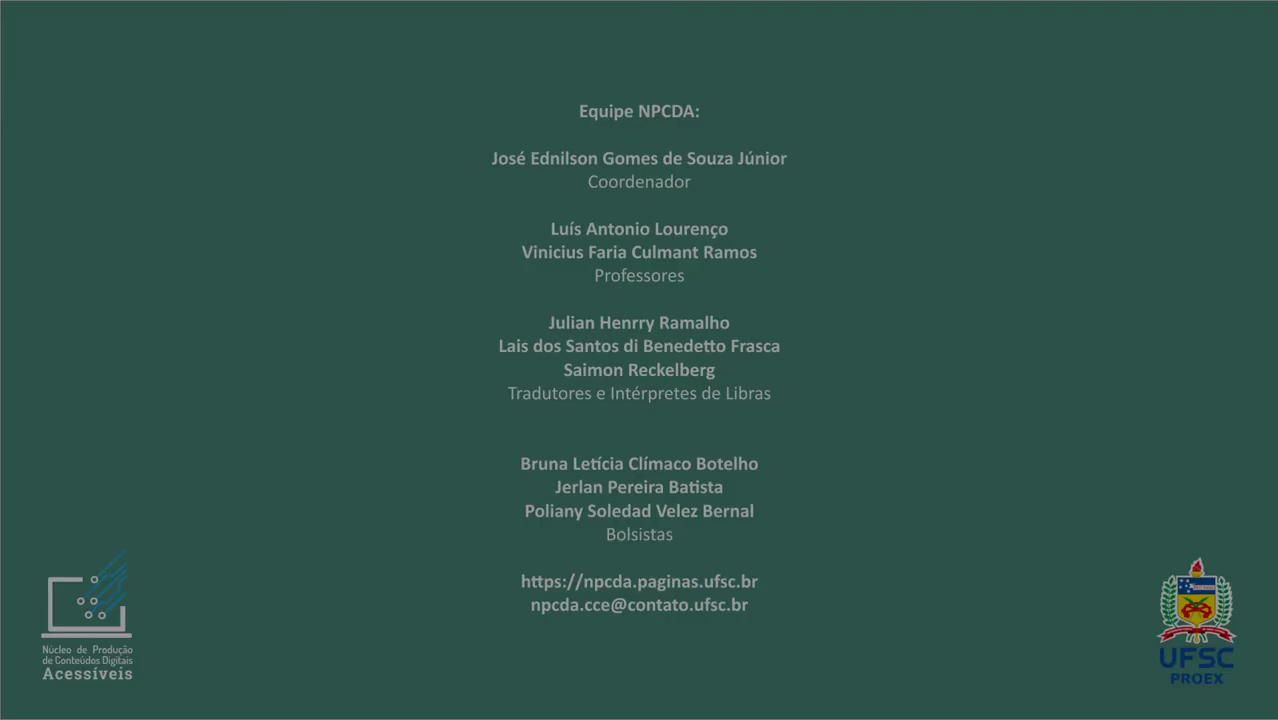 Equipe NPCDA:
José Ednilson Gomes de Souza Júnior
Coordenador
Luís Antonio Lourenço
Vinicius Faria Culmant Ramos
Professores
Julian Henrry Ramalho
Lais dos Santos di Benedetto Frasca
Saimon Reckelberg
Tradutores e Intérpretes de Libras
Bruna Letícia Clímaco Botelho
Jerlan Pereira Batista
Poliany Soledad Velez Bernal
Bolsistas
https://npcda.paginas.ufsc.br
npcda.cce@contato.ufsc.br
Núcleo de Produção
de Conteúdos Digitais
Acessíveis
UFSC
PROEX